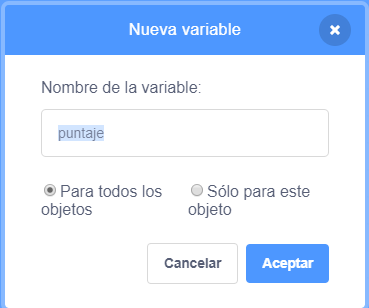 Nueva variable
Nombre de la variable:
puntaje
Para todos los
objetos
Sólo para este
objeto
Cancelar
Aceptar